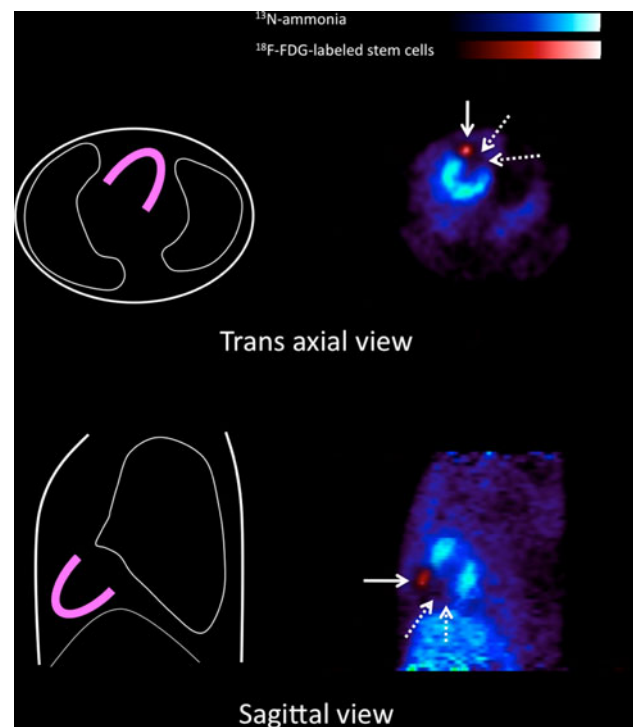 ¹³N-ammonia
¹⁸F-FDG-labeled stem cells
Trans axial view
Sagittal view